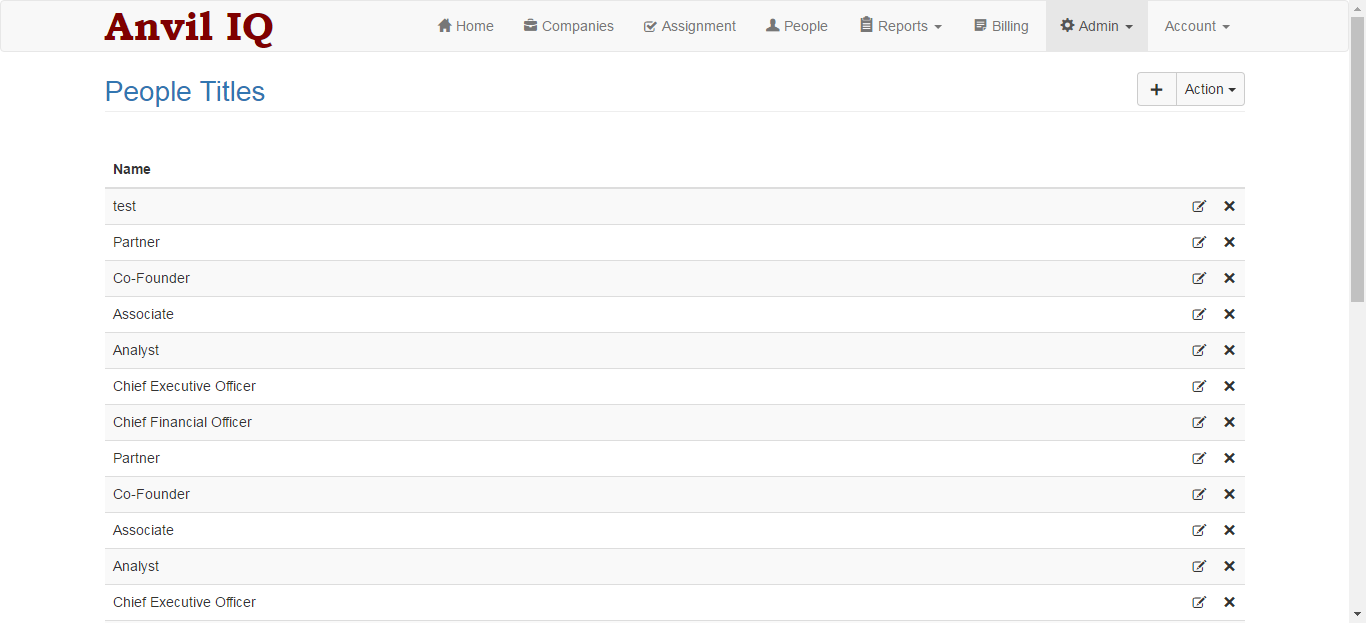 Anvil IQ Home Companies Assignment People Reports Billing Admin Account
People Titles Action
Name
test
Partner
Co-Founder
Associate
Analyst
Chief Executive Officer
Chief Financial Officer
Partner
Co-Founder
Associate
Analyst
Chief Executive Officer